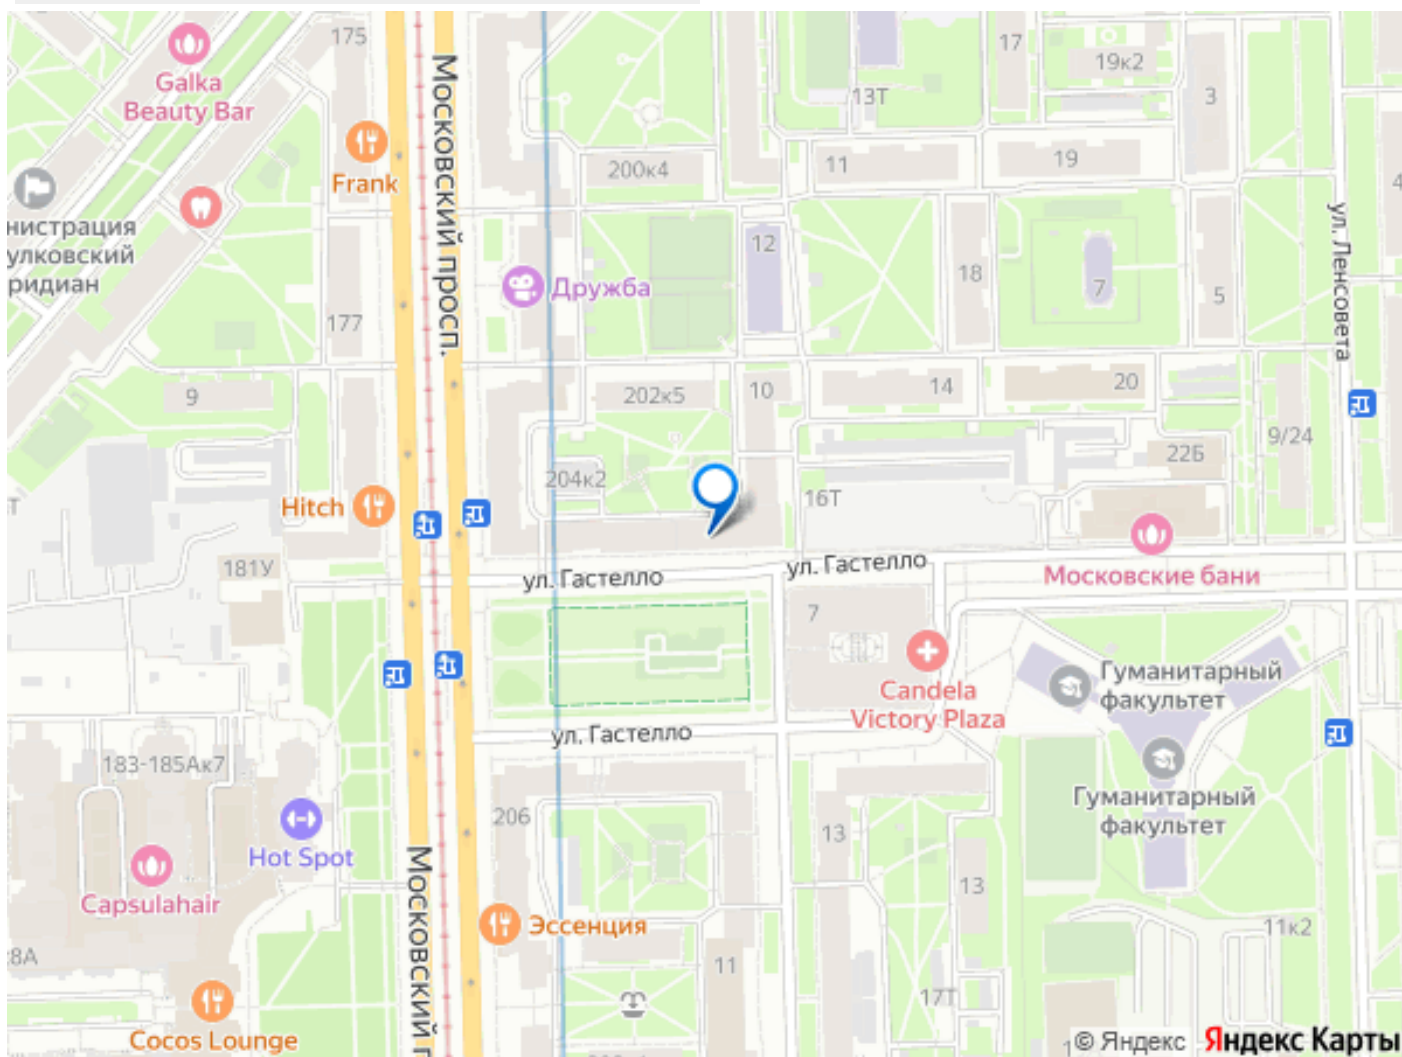 175
Galka
Beauty Bar
Frank
Московский просп.
17
19к2
13Т
3
200к4
11
19
нистрация
улковский
ридиан
12
18
7
5
ул. Ленсовета
Дружба
177
9
202к5
10
14
20
9/24
22Б
204к2
16Т
Hitch
181У
ул. Гастелло
ул. Гастелло
Московские бани
7
Candela
Victory Plaza
Гуманитарный
факультет
ул. Гастелло
183-185Ак7
Гуманитарный
факультет
206
13
Hot Spot
Capsulahair
Московский п
13
Эссенция
11к2
11
17Т
Cocos Lounge
© Яндекс Яндекс Карты